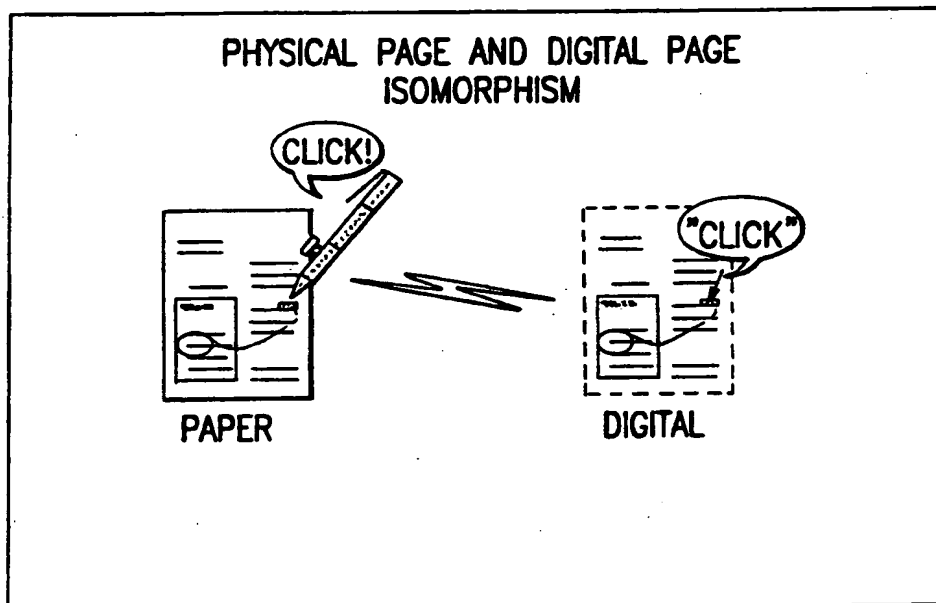 PHYSICAL PAGE AND DIGITAL PAGE
ISOMORPHISM
CLICK!
"CLICK"
PAPER
DIGITAL